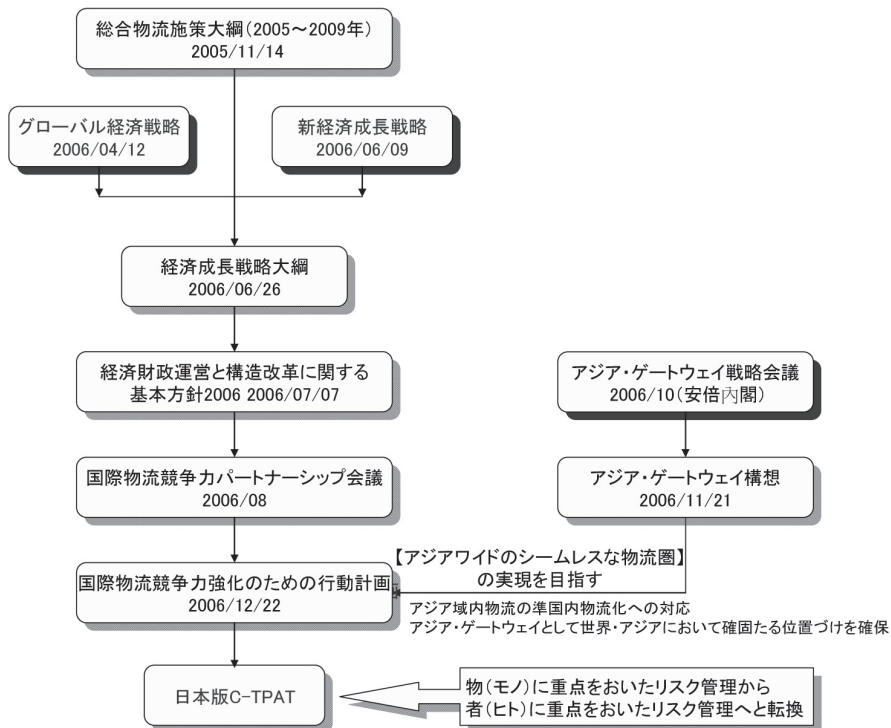 総合物流施策大綱(2005～2009年)
2005/11/14
グローバル経済戦略
2006/04/12
新経済成長戦略
2006/06/09
経済成長戦略大綱
2006/06/26
経済財政運営と構造改革に関する
基本方針2006 2006/07/07
アジア・ゲートウェイ戦略会議
2006/10(安倍內閣)
国際物流競争力パートナーシップ会議
2006/08
アジア・ゲートウェイ構想
2006/11/21
【アジアワイドのシームレスな物流圏】
の実現を目指す
国際物流競争力強化のための行動計画
2006/12/22
アジア域内物流の準国内物流化への対応
アジア・ゲートウェイとして世界・アジアにおいて確固たる位置づけを確保
日本版C-TPAT
物(モノ)に重点をおいたリスク管理から
者(ヒト)に重点をおいたリスク管理へと転換